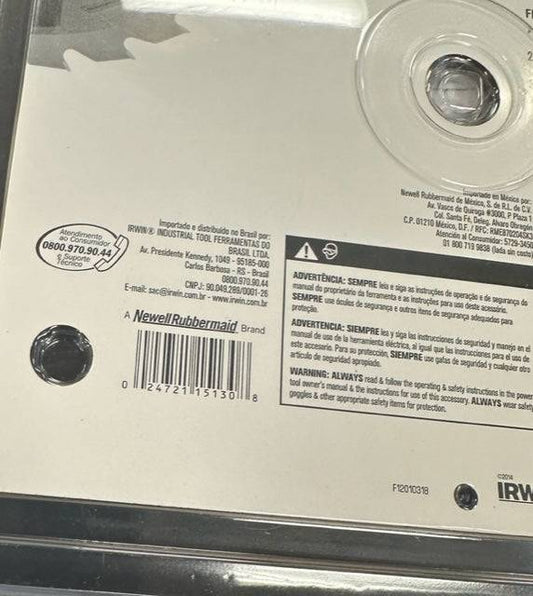 Importado en México por:
Newell Rubbermaid de México, S. de R.L. de C.V.
Av. Vasco de Quiroga #3000, P. Plaza 1
Col. Santa Fé, Deleg. Alvaro Obregón
C.P. 01210 México, D.F. / RFC:
Atención al Consumidor: 5729-3450
01 800 719 9838 (lada sin costo)
Importado e distribuído no Brasil por:
IRWIN® INDUSTRIAL TOOL FERRAMENTAS DO
BRASIL LTDA.
Av. Presidente Kennedy, 1049 - 95185-000
Carlos Barbosa - RS - Brasil
0800.970.90.44
CNPJ: 90.049.289/0001-26
E-mail: sac@irwin.com.br - www.irwin.com.br
Atendimento
ao Consumidor
0800.970.90.44
e Suporte
Técnico
A NewellRubbermaid Brand
0 24721 15130 8
ADVERTÊNCIA: SEMPRE leia e siga as instruções de operação e de segurança do
manual do proprietário da ferramenta e as instruções para uso deste acessório.
SEMPRE use óculos de segurança e outros itens de segurança adequados para
proteção.
ADVERTENCIA: SIEMPRE lea y siga las instrucciones de seguridad y manejo en el
manual de uso de la herramienta eléctrica, al igual que las instrucciones para el uso de
este accesorio. Para su protección, SIEMPRE use gafas de seguridad y cualquier otro
artículo de seguridad apropiado.
WARNING: ALWAYS read & follow the operating & safety instructions in the power
tool owner's manual & the instructions for use of this accessory. ALWAYS wear safety
goggles & other appropriate safety items for protection.
F12010318
©2014
IRW